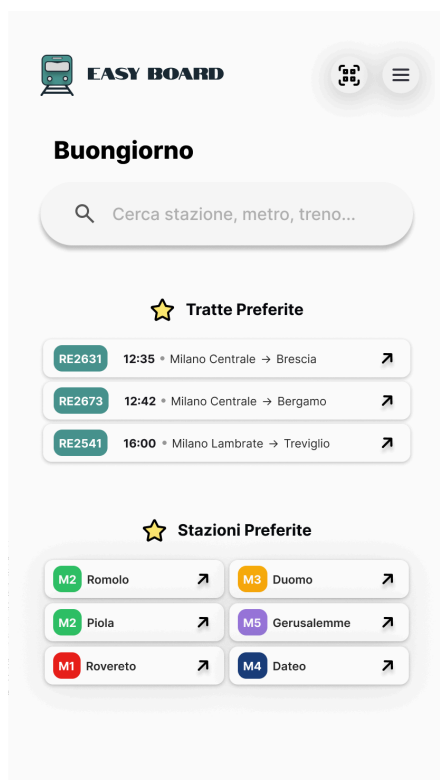 EASY BOARD
Buongiorno
Cerca stazione, metro, treno...
Tratte Preferite
RE2631 12:35 • Milano Centrale → Brescia
RE2673 12:42 • Milano Centrale → Bergamo
RE2541 16:00 • Milano Lambrate → Treviglio
Stazioni Preferite
M2 Romolo M3 Duomo
M2 Piola M5 Gerusalemme
M1 Rovereto M4 Dateo